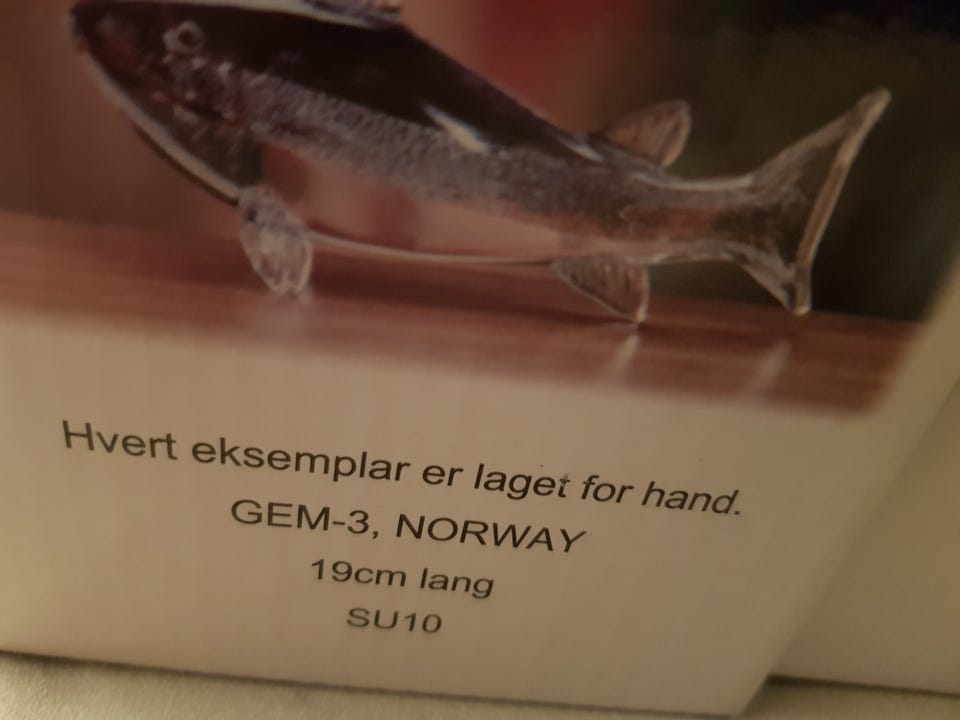 Hvert eksemplar er laget for hand.
GEM-3, NORWAY
19cm lang
SU10